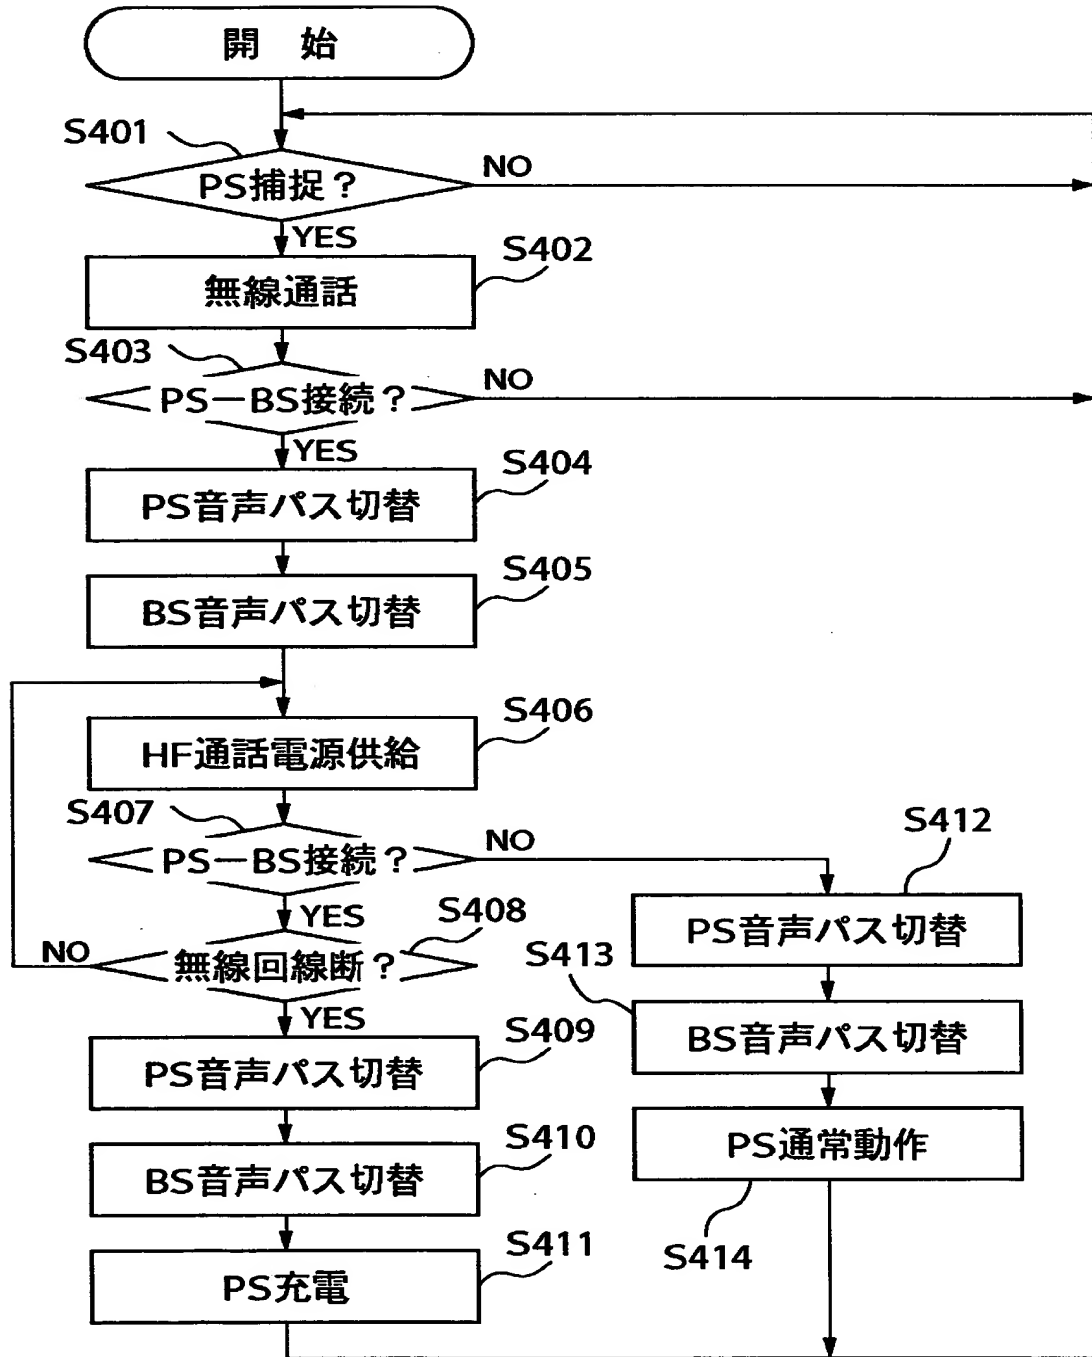 開 始
S401
PS捕捉？
NO
YES
S402
無線通話
S403
PS－BS接続？
NO
YES
S404
PS音声パス切替
S405
BS音声パス切替
S406
HF通話電源供給
S407
PS－BS接続？
NO
S412
YES
S408
PS音声パス切替
NO
無線回線断？
S413
YES
BS音声パス切替
S409
PS音声パス切替
PS通常動作
S410
BS音声パス切替
S414
S411
PS充電